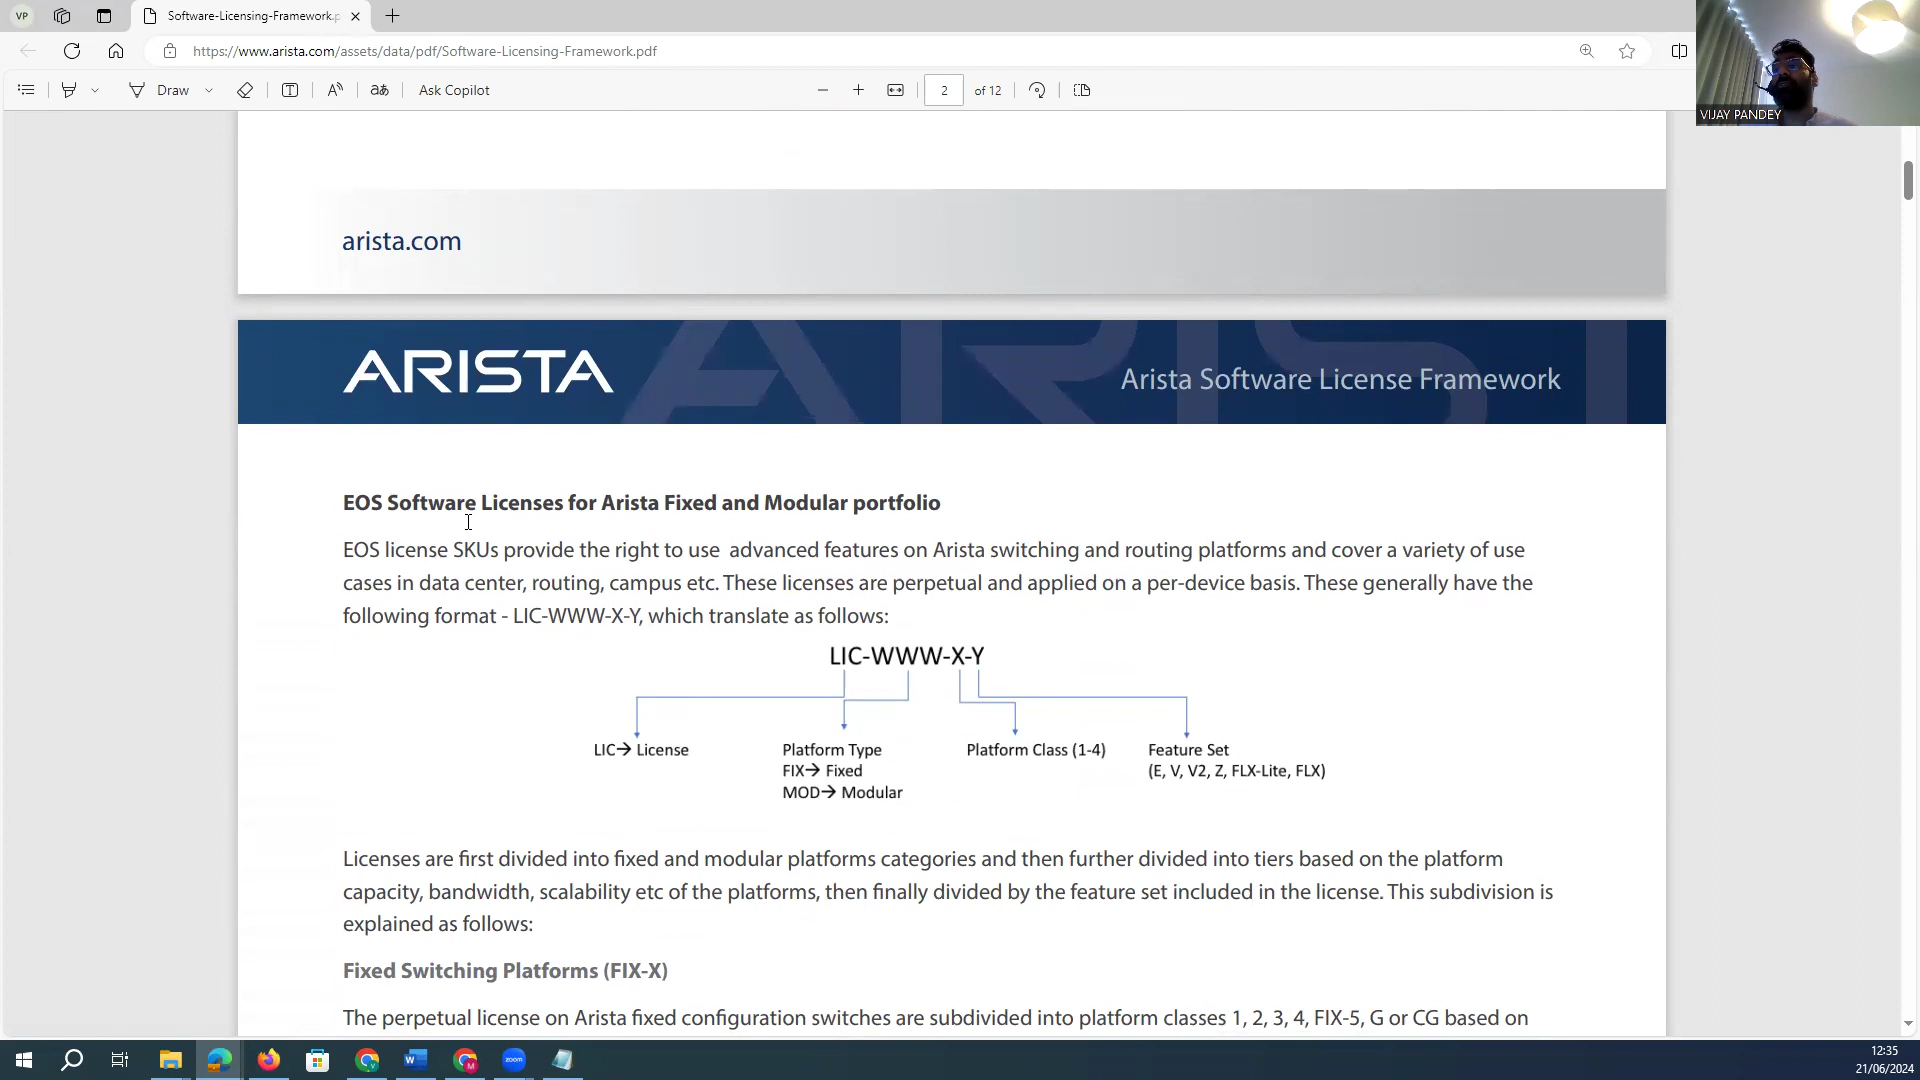 VP
Software-Licensing-Framework.p
https://www.arista.com/assets/data/pdf/Software-Licensing-Framework.pdf
Draw
Ask Copilot
2
of 12
VIJAY PANDEY
arista.com
ARISTA
Arista Software License Framework
EOS Software Licenses for Arista Fixed and Modular portfolio
EOS license SKUs provide the right to use advanced features on Arista switching and routing platforms and cover a variety of use
cases in data center, routing, campus etc. These licenses are perpetual and applied on a per-device basis. These generally have the
following format - LIC-WWW-X-Y, which translate as follows:
LIC-WWW-X-Y
LIC→ License
Platform Type
FIX→ Fixed
MOD→ Modular
Platform Class (1-4)
Feature Set
(E, V, V2, Z, FLX-Lite, FLX)
Licenses are first divided into fixed and modular platforms categories and then further divided into tiers based on the platform
capacity, bandwidth, scalability etc of the platforms, then finally divided by the feature set included in the license. This subdivision is
explained as follows:
Fixed Switching Platforms (FIX-X)
The perpetual license on Arista fixed configuration switches are subdivided into platform classes 1, 2, 3, 4, FIX-5, G or CG based on
zoom
12:35
21/06/2024